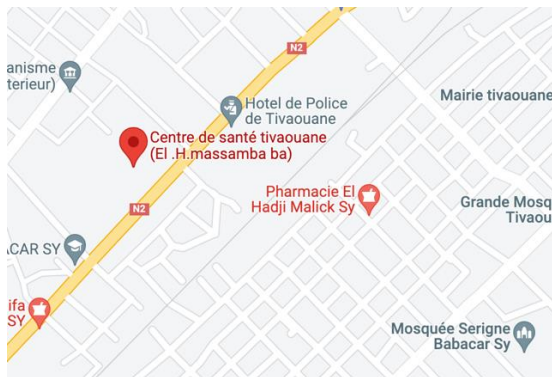 N2
anisme
terieur)
Hotel de Police
de Tivaouane
Mairie tivaouane
Centre de santé tivaouane
(El .H.massamba ba)
Pharmacie El
Hadji Malick Sy
N2
Grande Mosq
Tivaou
ACAR SY
ifa
SY
Mosquée Serigne
Babacar Sy